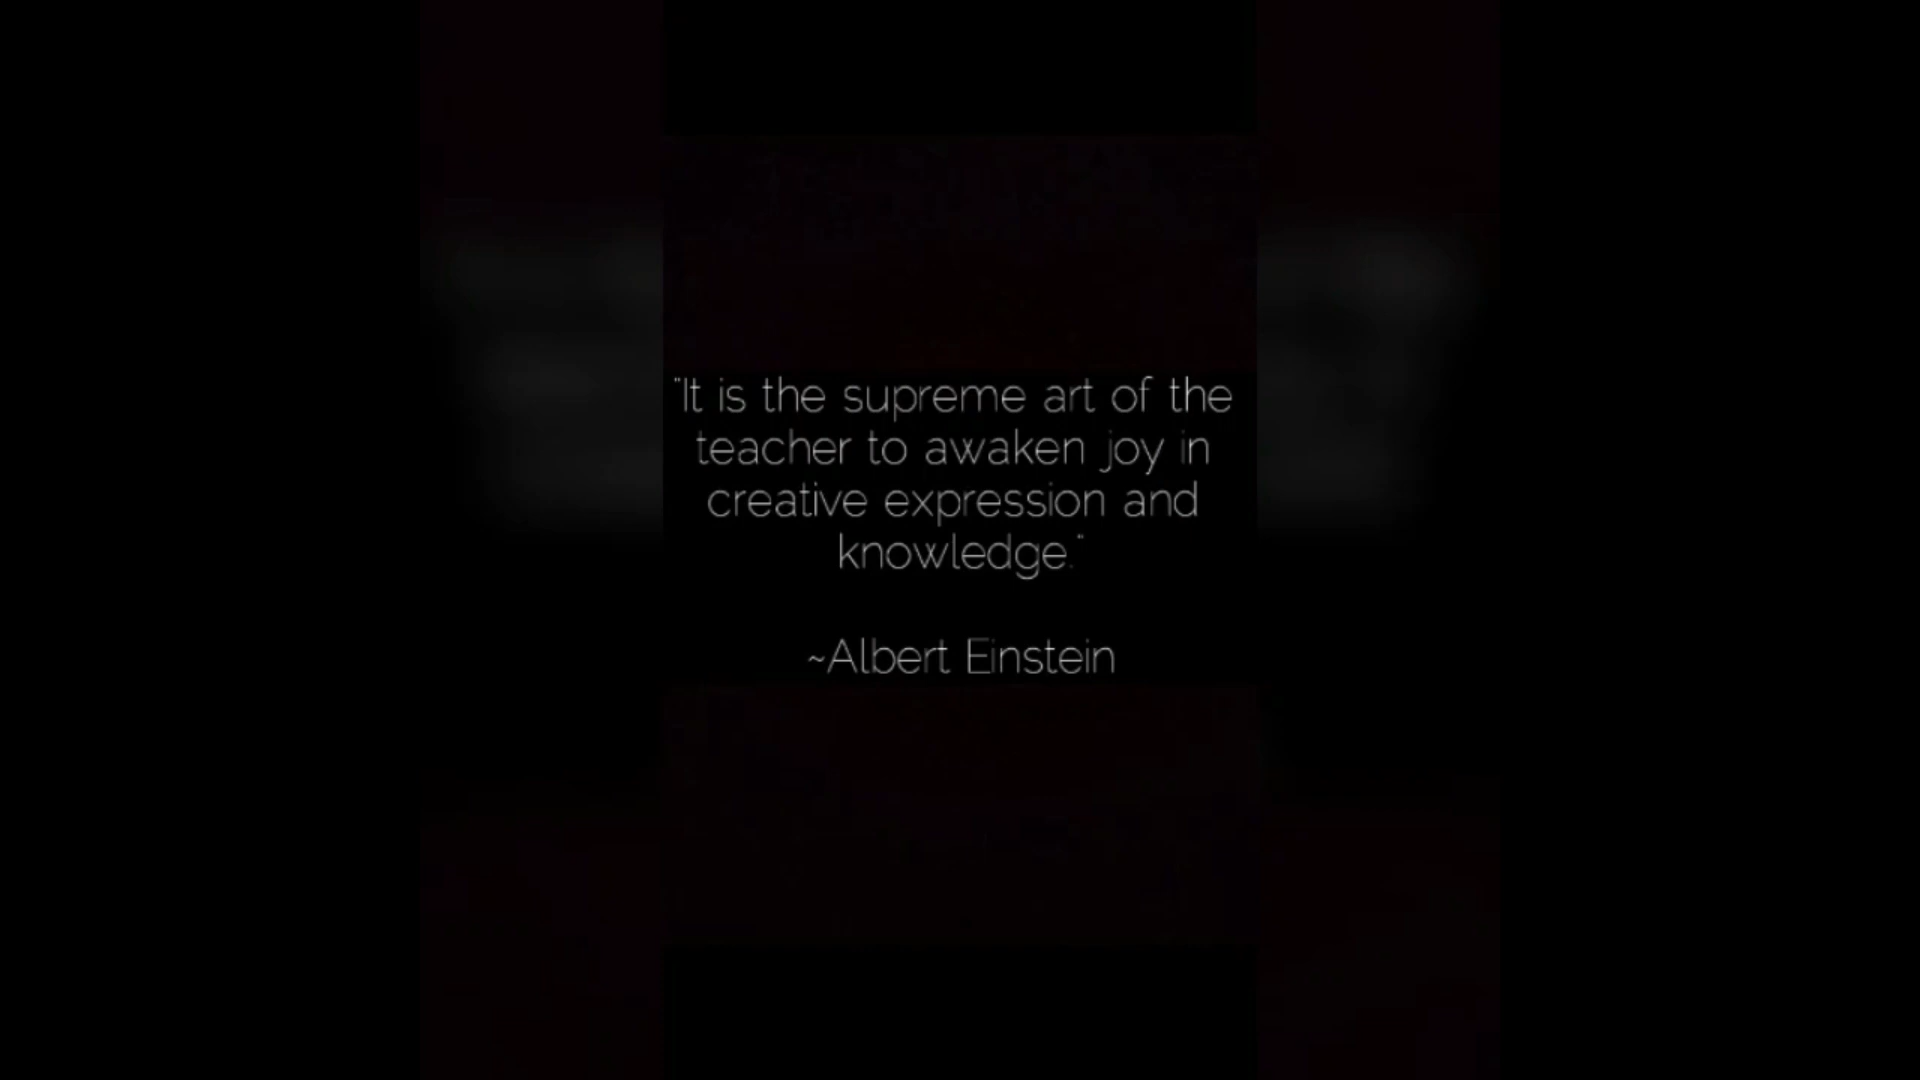 "It is the supreme art of the
teacher to awaken joy in
creative expression and
knowledge."
~Albert Einstein